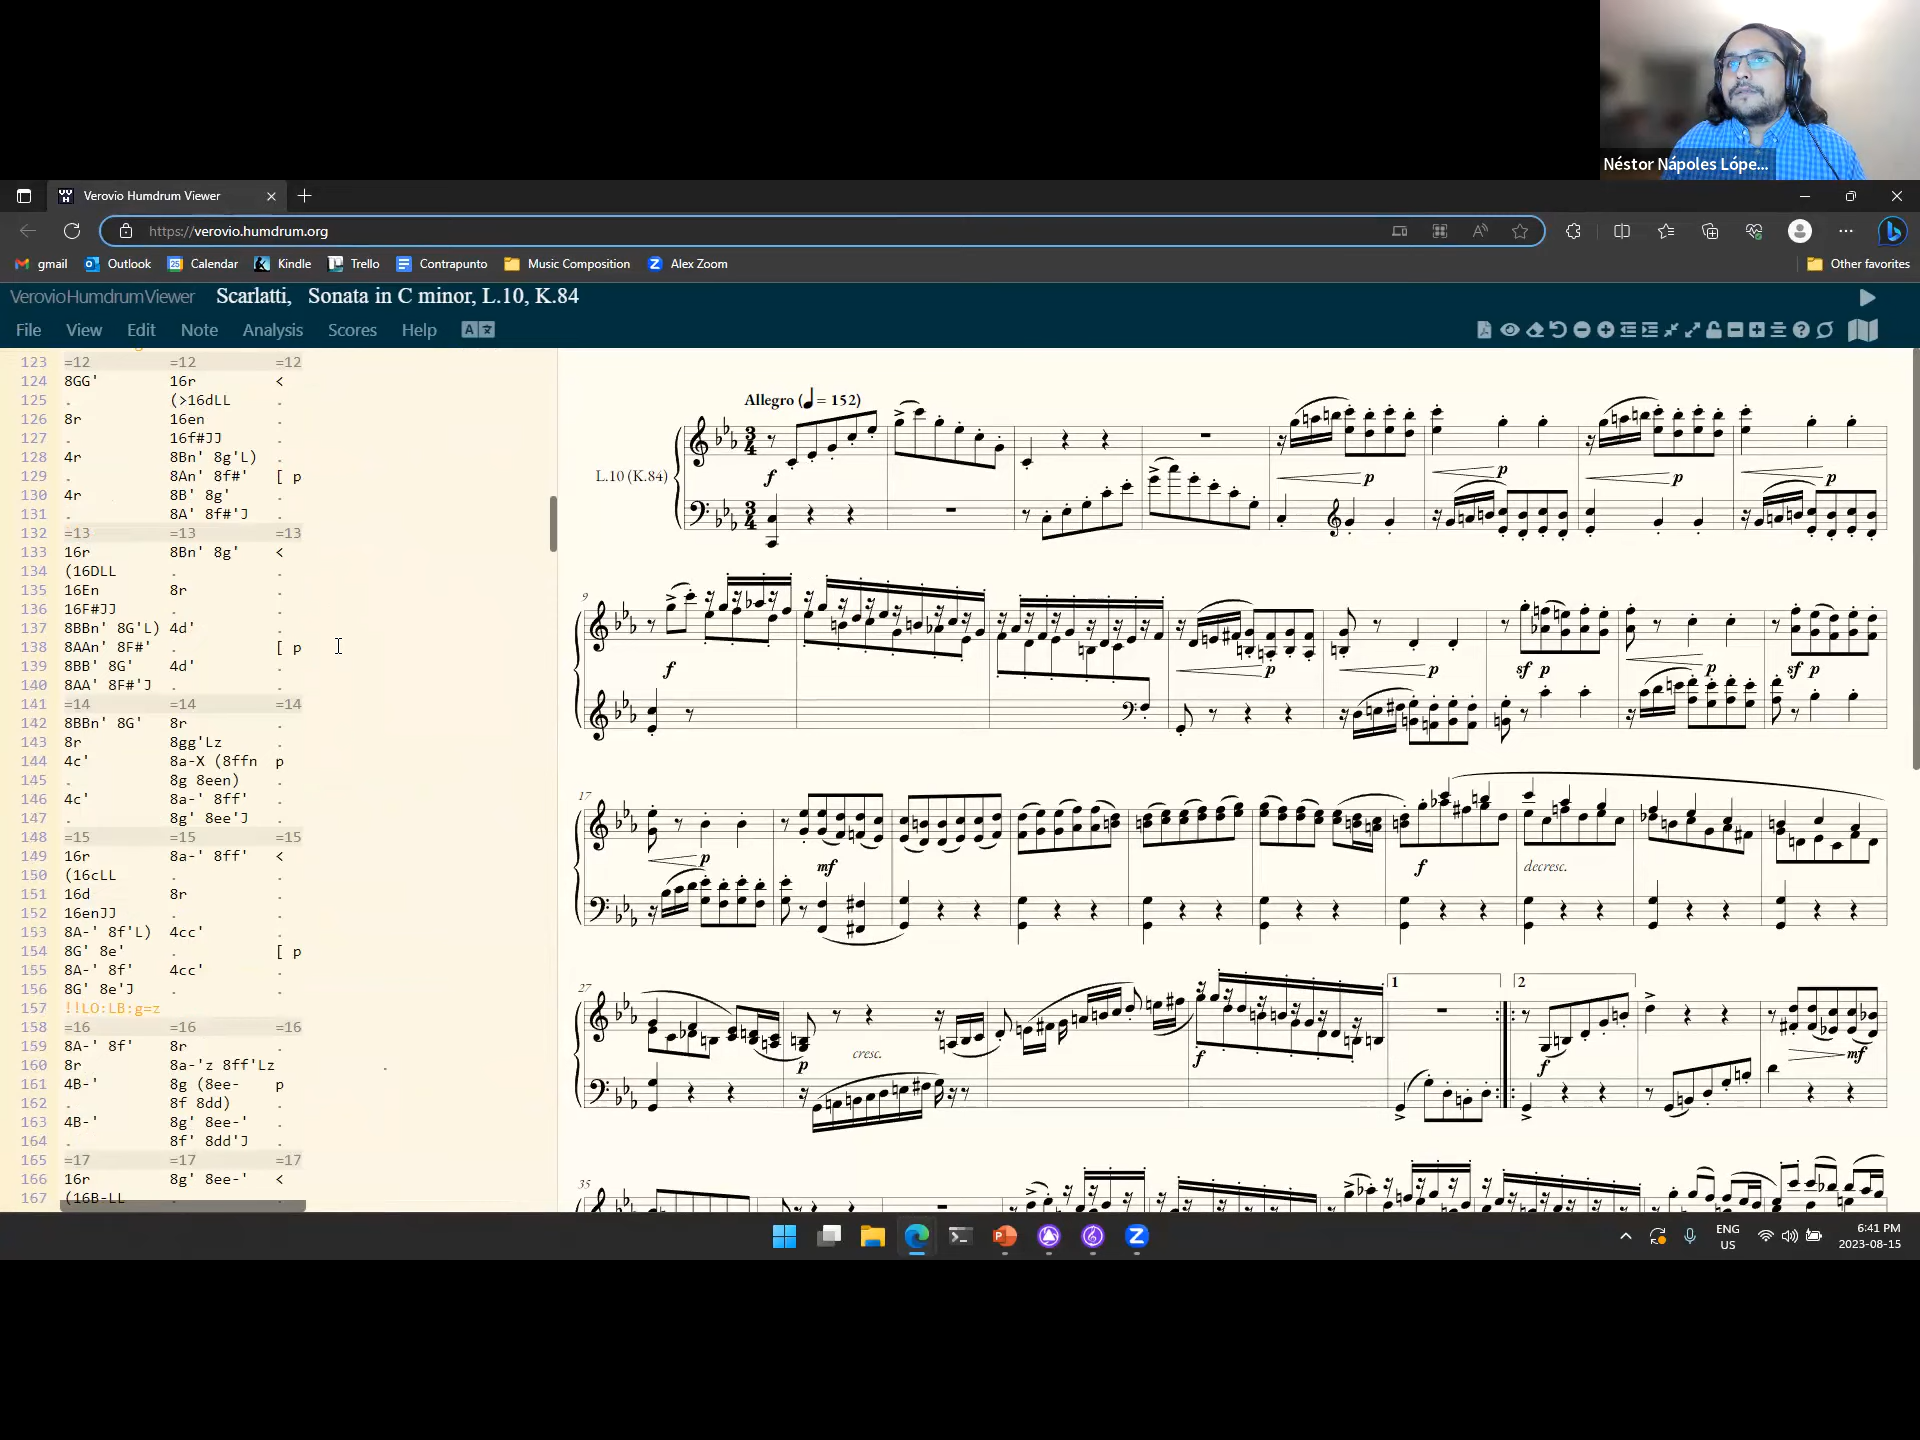 Néstor Nápoles Lópe...
Verovio Humdrum Viewer
https://verovio.humdrum.org
gmail Outlook Calendar Kindle Trello Contrapunto Music Composition Alex Zoom Other favorites
VerovioHumdrumViewer Scarlatti, Sonata in C minor, L.10, K.84
File View Edit Note Analysis Scores Help
123 =12 =12 =12
124 8GG' 16r <
125 . (>16dLL .
126 8r 16en .
127 . 16f#JJ .
128 4r 8Bn' 8g'L) .
129 . 8An' 8f#' [ p
130 4r 8B' 8g' .
131 . 8A' 8f#'J .
132 =13 =13 =13
133 16r 8Bn' 8g' <
134 (16DLL . .
135 16En 8r .
136 16F#JJ . .
137 8BBn' 8G'L) 4d' .
138 8AAn' 8F#' . [ p
139 8BB' 8G' 4d' .
140 8AA' 8F#'J . .
141 =14 =14 =14
142 8BBn' 8G' 8r .
143 8r 8gg'Lz .
144 4c' 8a-X (8ffn p
145 . 8g 8een) .
146 4c' 8a-' 8ff' .
147 . 8g' 8ee'J .
148 =15 =15 =15
149 16r 8a-' 8ff' <
150 (16cLL . .
151 16d 8r .
152 16enJJ . .
153 8A-' 8f'L) 4cc' .
154 8G' 8e' . [ p
155 8A-' 8f' 4cc' .
156 8G' 8e'J . .
157 !!LO:LB:g=z
158 =16 =16 =16
159 8A-' 8f' 8r .
160 8r 8a-'z 8ff'Lz .
161 4B-' 8g (8ee- p
162 . 8f 8dd) .
163 4B-' 8g' 8ee-' .
164 . 8f' 8dd'J .
165 =17 =17 =17
166 16r 8g' 8ee-' <
167 (16B-LL . .
Allegro (♩ = 152)
L.10 (K.84)
3 4
3 4
f p p p p
9
f p p sf p p sf p
17
p mf f decresc.
27
1 2
p cresc. f f mf
35
ENG
US
6:41 PM
2023-08-15